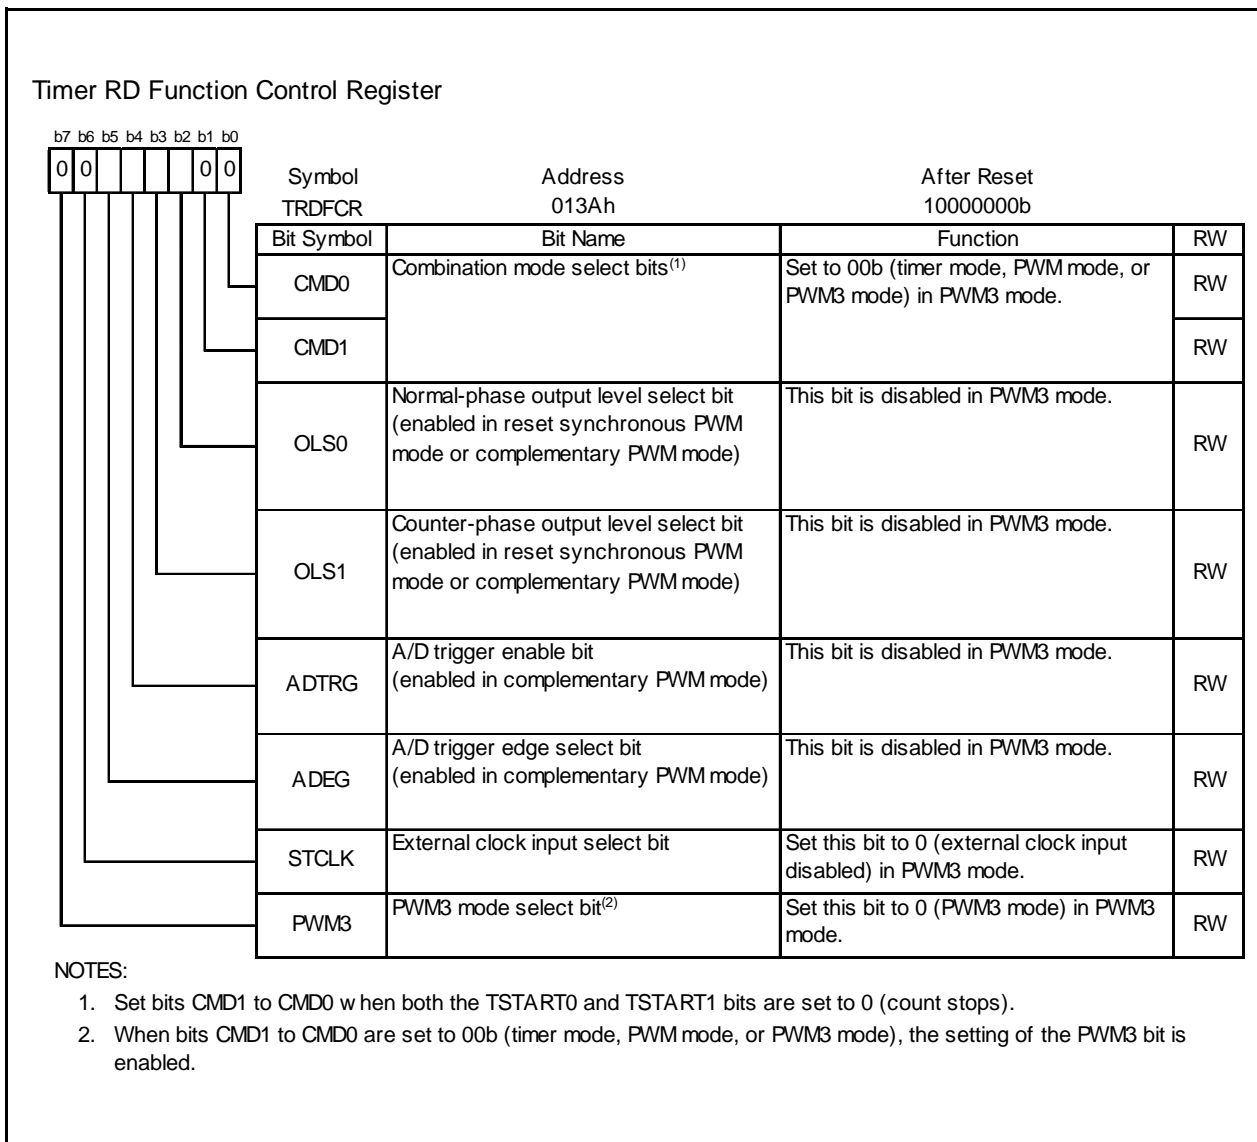 Timer RD Function Control Register
b7 b6 b5 b4 b3 b2 b1 b0
0 0 0 0
Symbol Address After Reset
TRDFCR 013Ah 10000000b
Bit Symbol Bit Name Function RW
CMD0 Combination mode select bits(1) Set to 00b (timer mode, PWM mode, or RW
PWM3 mode) in PWM3 mode.
CMD1 RW
Normal-phase output level select bit This bit is disabled in PWM3 mode.
(enabled in reset synchronous PWM
OLS0 mode or complementary PWM mode) RW
Counter-phase output level select bit This bit is disabled in PWM3 mode.
(enabled in reset synchronous PWM
OLS1 mode or complementary PWM mode) RW
A/D trigger enable bit This bit is disabled in PWM3 mode.
ADTRG (enabled in complementary PWM mode) RW
A/D trigger edge select bit This bit is disabled in PWM3 mode.
ADEG (enabled in complementary PWM mode) RW
STCLK External clock input select bit Set this bit to 0 (external clock input RW
disabled) in PWM3 mode.
PWM3 PWM3 mode select bit(2) Set this bit to 0 (PWM3 mode) in PWM3 RW
mode.
NOTES:
1. Set bits CMD1 to CMD0 when both the TSTART0 and TSTART1 bits are set to 0 (count stops).
2. When bits CMD1 to CMD0 are set to 00b (timer mode, PWM mode, or PWM3 mode), the setting of the PWM3 bit is
enabled.